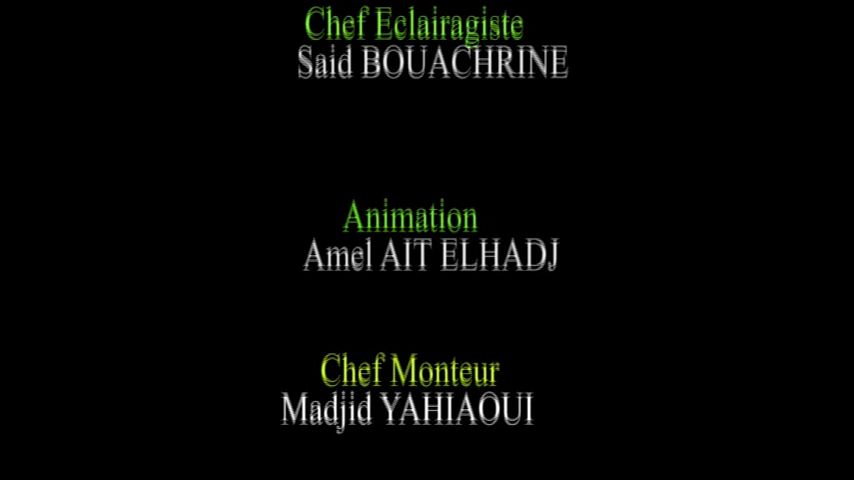 Chef Eclairagiste
Said BOUACHRINE
Animation
Amel AIT ELHADJ
Chef Monteur
Madjid YAHIAOUI